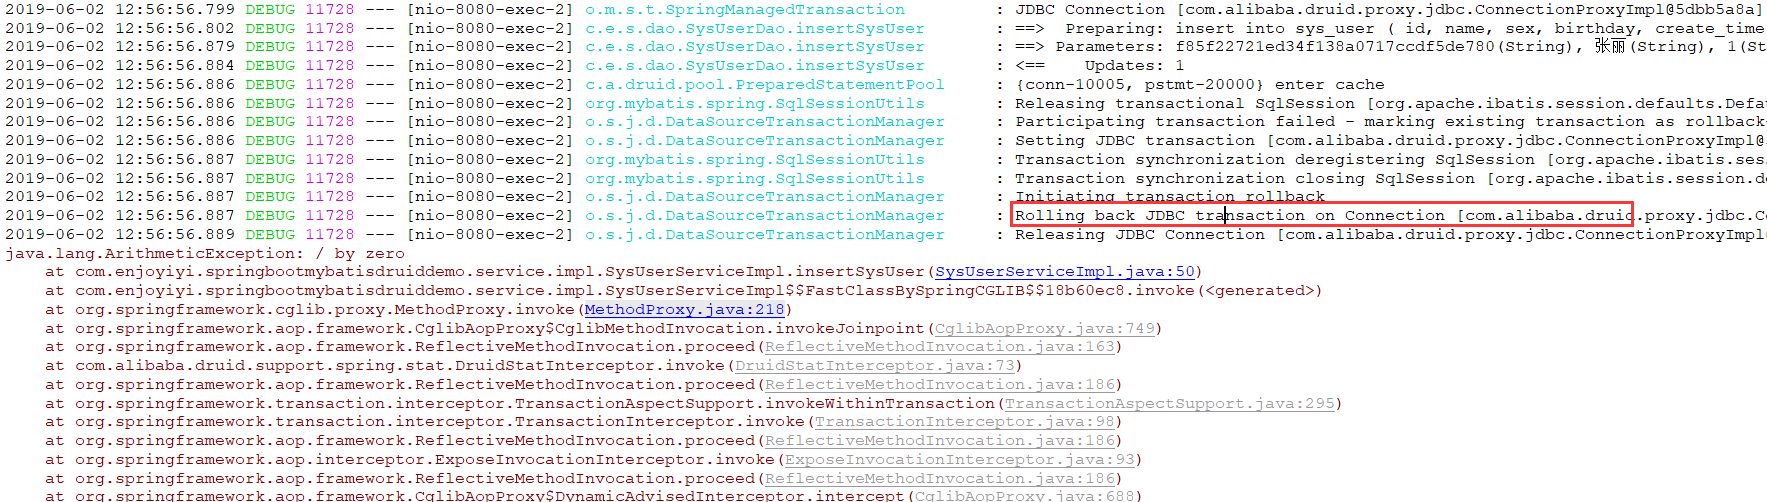 2019-06-02 12:56:56.799 DEBUG 11728 --- [nio-8080-exec-2] o.m.s.t.SpringManagedTransaction : JDBC Connection [com.alibaba.druid.proxy.jdbc.ConnectionProxyImpl@5dbb5a8a]
2019-06-02 12:56:56.802 DEBUG 11728 --- [nio-8080-exec-2] c.e.s.dao.SysUserDao.insertSysUser : ==> Preparing: insert into sys_user ( id, name, sex, birthday, create_time
2019-06-02 12:56:56.879 DEBUG 11728 --- [nio-8080-exec-2] c.e.s.dao.SysUserDao.insertSysUser : ==> Parameters: f85f22721ed34f138a0717ccdf5de780(String), 张丽(String), 1(St
2019-06-02 12:56:56.884 DEBUG 11728 --- [nio-8080-exec-2] c.e.s.dao.SysUserDao.insertSysUser : <== Updates: 1
2019-06-02 12:56:56.886 DEBUG 11728 --- [nio-8080-exec-2] c.a.druid.pool.PreparedStatementPool : {conn-10005, pstmt-20000} enter cache
2019-06-02 12:56:56.886 DEBUG 11728 --- [nio-8080-exec-2] org.mybatis.spring.SqlSessionUtils : Releasing transactional SqlSession [org.apache.ibatis.session.defaults.Defa
2019-06-02 12:56:56.886 DEBUG 11728 --- [nio-8080-exec-2] o.s.j.d.DataSourceTransactionManager : Participating transaction failed - marking existing transaction as rollback-
2019-06-02 12:56:56.886 DEBUG 11728 --- [nio-8080-exec-2] o.s.j.d.DataSourceTransactionManager : Setting JDBC transaction [com.alibaba.druid.proxy.jdbc.ConnectionProxyImpl@
2019-06-02 12:56:56.887 DEBUG 11728 --- [nio-8080-exec-2] org.mybatis.spring.SqlSessionUtils : Transaction synchronization deregistering SqlSession [org.apache.ibatis.ses
2019-06-02 12:56:56.887 DEBUG 11728 --- [nio-8080-exec-2] org.mybatis.spring.SqlSessionUtils : Transaction synchronization closing SqlSession [org.apache.ibatis.session.d
2019-06-02 12:56:56.887 DEBUG 11728 --- [nio-8080-exec-2] o.s.j.d.DataSourceTransactionManager : Initiating transaction rollback
2019-06-02 12:56:56.887 DEBUG 11728 --- [nio-8080-exec-2] o.s.j.d.DataSourceTransactionManager : Rolling back JDBC transaction on Connection [com.alibaba.druid.proxy.jdbc.C
2019-06-02 12:56:56.889 DEBUG 11728 --- [nio-8080-exec-2] o.s.j.d.DataSourceTransactionManager : Releasing JDBC Connection [com.alibaba.druid.proxy.jdbc.ConnectionProxyImpl
java.lang.ArithmeticException: / by zero
at com.enjoyiyi.springbootmybatisdruiddemo.service.impl.SysUserServiceImpl.insertSysUser(SysUserServiceImpl.java:50)
at com.enjoyiyi.springbootmybatisdruiddemo.service.impl.SysUserServiceImpl$$FastClassBySpringCGLIB$$18b60ec8.invoke(<generated>)
at org.springframework.cglib.proxy.MethodProxy.invoke(MethodProxy.java:218)
at org.springframework.aop.framework.CglibAopProxy$CglibMethodInvocation.invokeJoinpoint(CglibAopProxy.java:749)
at org.springframework.aop.framework.ReflectiveMethodInvocation.proceed(ReflectiveMethodInvocation.java:163)
at com.alibaba.druid.support.spring.stat.DruidStatInterceptor.invoke(DruidStatInterceptor.java:73)
at org.springframework.aop.framework.ReflectiveMethodInvocation.proceed(ReflectiveMethodInvocation.java:186)
at org.springframework.transaction.interceptor.TransactionAspectSupport.invokeWithinTransaction(TransactionAspectSupport.java:295)
at org.springframework.transaction.interceptor.TransactionInterceptor.invoke(TransactionInterceptor.java:98)
at org.springframework.aop.framework.ReflectiveMethodInvocation.proceed(ReflectiveMethodInvocation.java:186)
at org.springframework.aop.interceptor.ExposeInvocationInterceptor.invoke(ExposeInvocationInterceptor.java:93)
at org.springframework.aop.framework.ReflectiveMethodInvocation.proceed(ReflectiveMethodInvocation.java:186)
at org.springframework.aop.framework.CglibAopProxy$DynamicAdvisedInterceptor.intercept(CglibAopProxy.java:688)